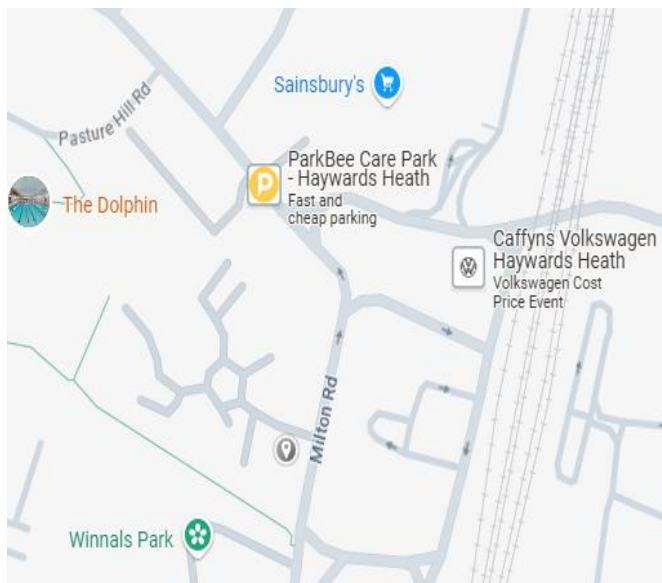 Sainsbury's
Pasture Hill Rd
ParkBee Care Park
- Haywards Heath
Fast and
cheap parking
P
The Dolphin
Caffyns Volkswagen
Haywards Heath
Volkswagen Cost
Price Event
Milton Rd
Winnals Park